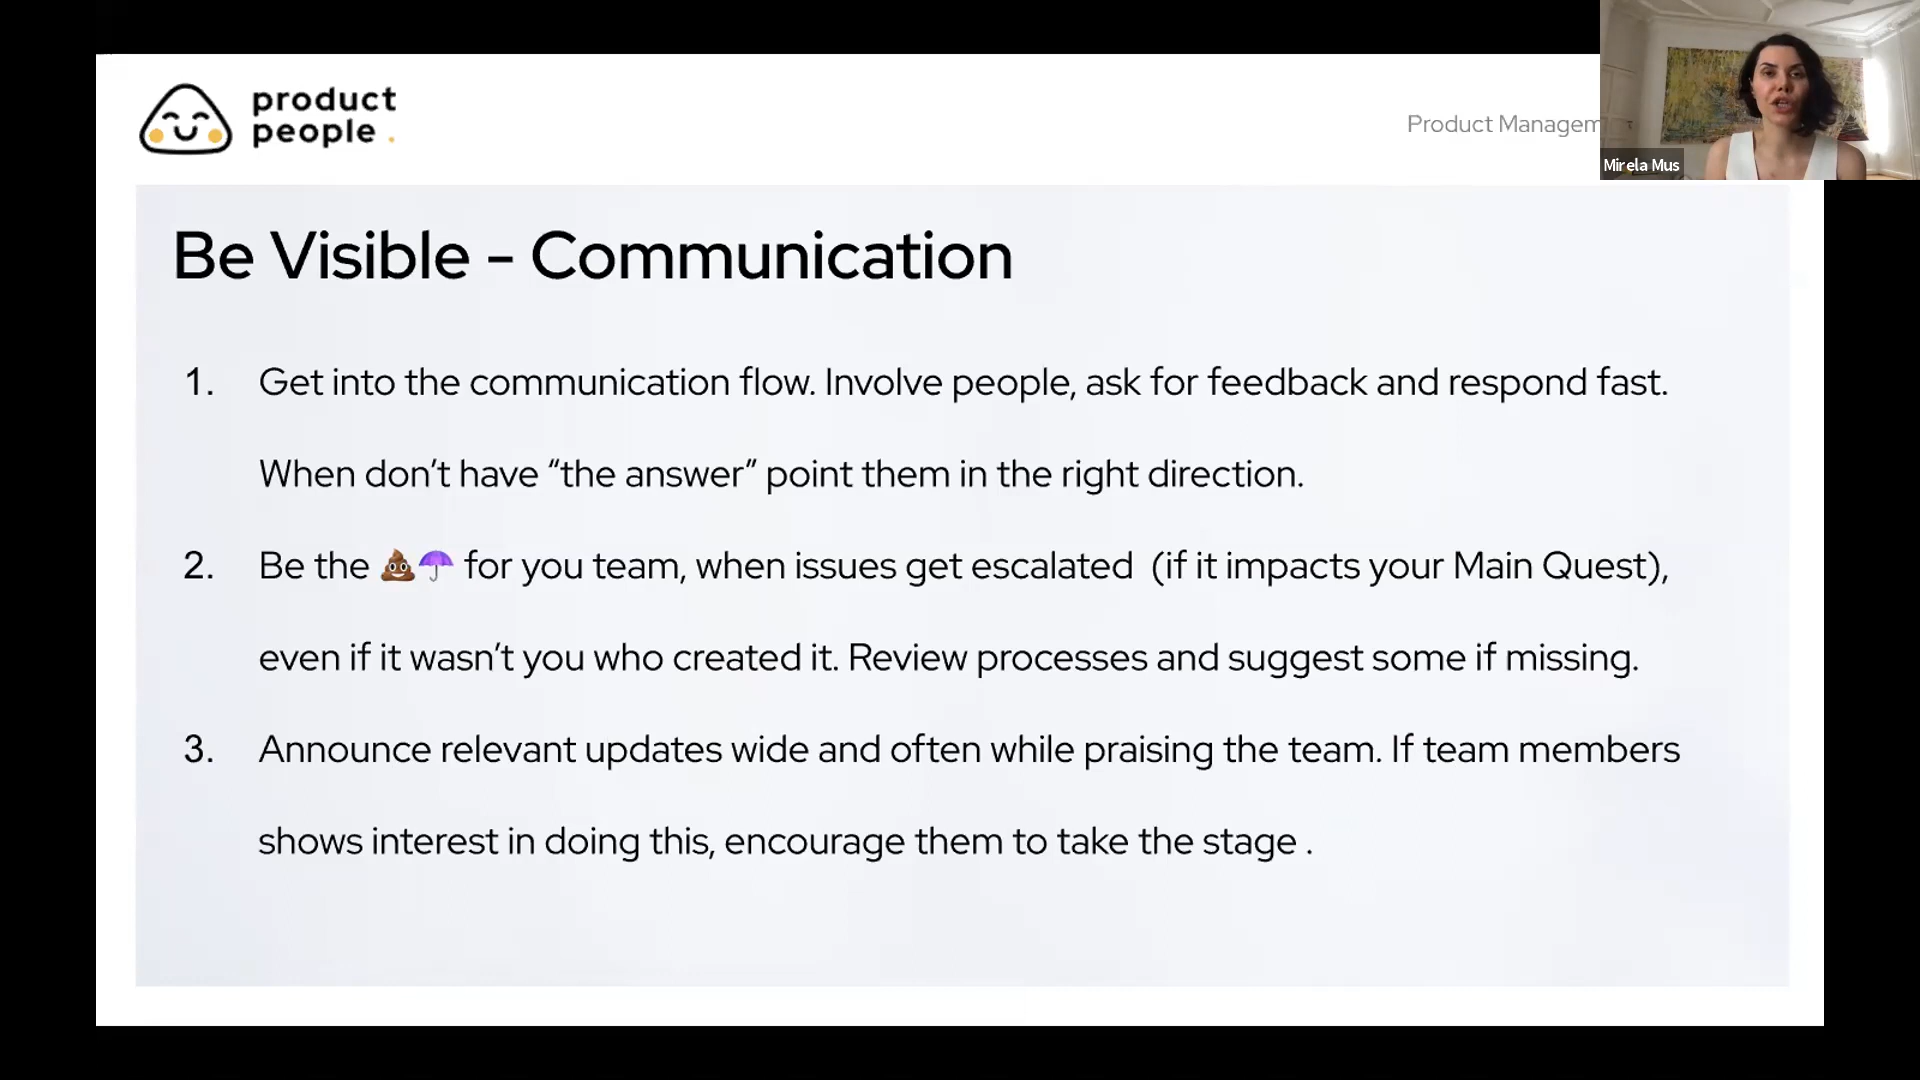 product
people.
Product Managem
Mirela Mus
Be Visible - Communication
1. Get into the communication flow. Involve people, ask for feedback and respond fast.
When don’t have “the answer” point them in the right direction.
2. Be the 💩☂️ for you team, when issues get escalated (if it impacts your Main Quest),
even if it wasn’t you who created it. Review processes and suggest some if missing.
3. Announce relevant updates wide and often while praising the team. If team members
shows interest in doing this, encourage them to take the stage .